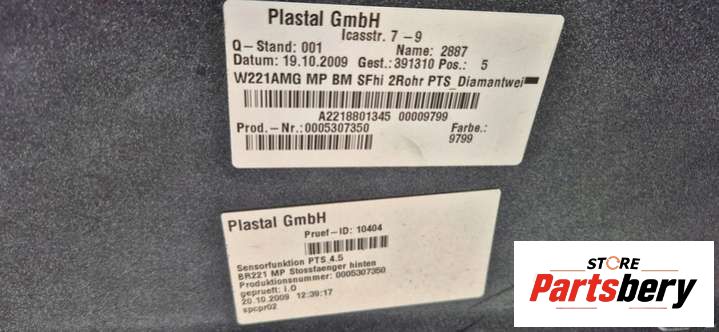 Plastal GmbH
Icasstr. 7-9
Q-Stand: 001 Name: 2887
Datum: 19.10.2009 Gest.:391310 Pos.: 5
W221AMG MP BM SFhi 2Rohr PTS_Diamantwei
A2218801345 00009799
Prod.-Nr.:0005307350 Farbe.:
9799
Plastal GmbH
Pruef-ID: 10404
Sensorfunktion PTS 4.5
BR221 MP Stossfaenger hinten
Produktionsnummer: 0005307350
geprueft: i.O
20.10.2009 12:39:17
spcpr02
STORE
Partsbery